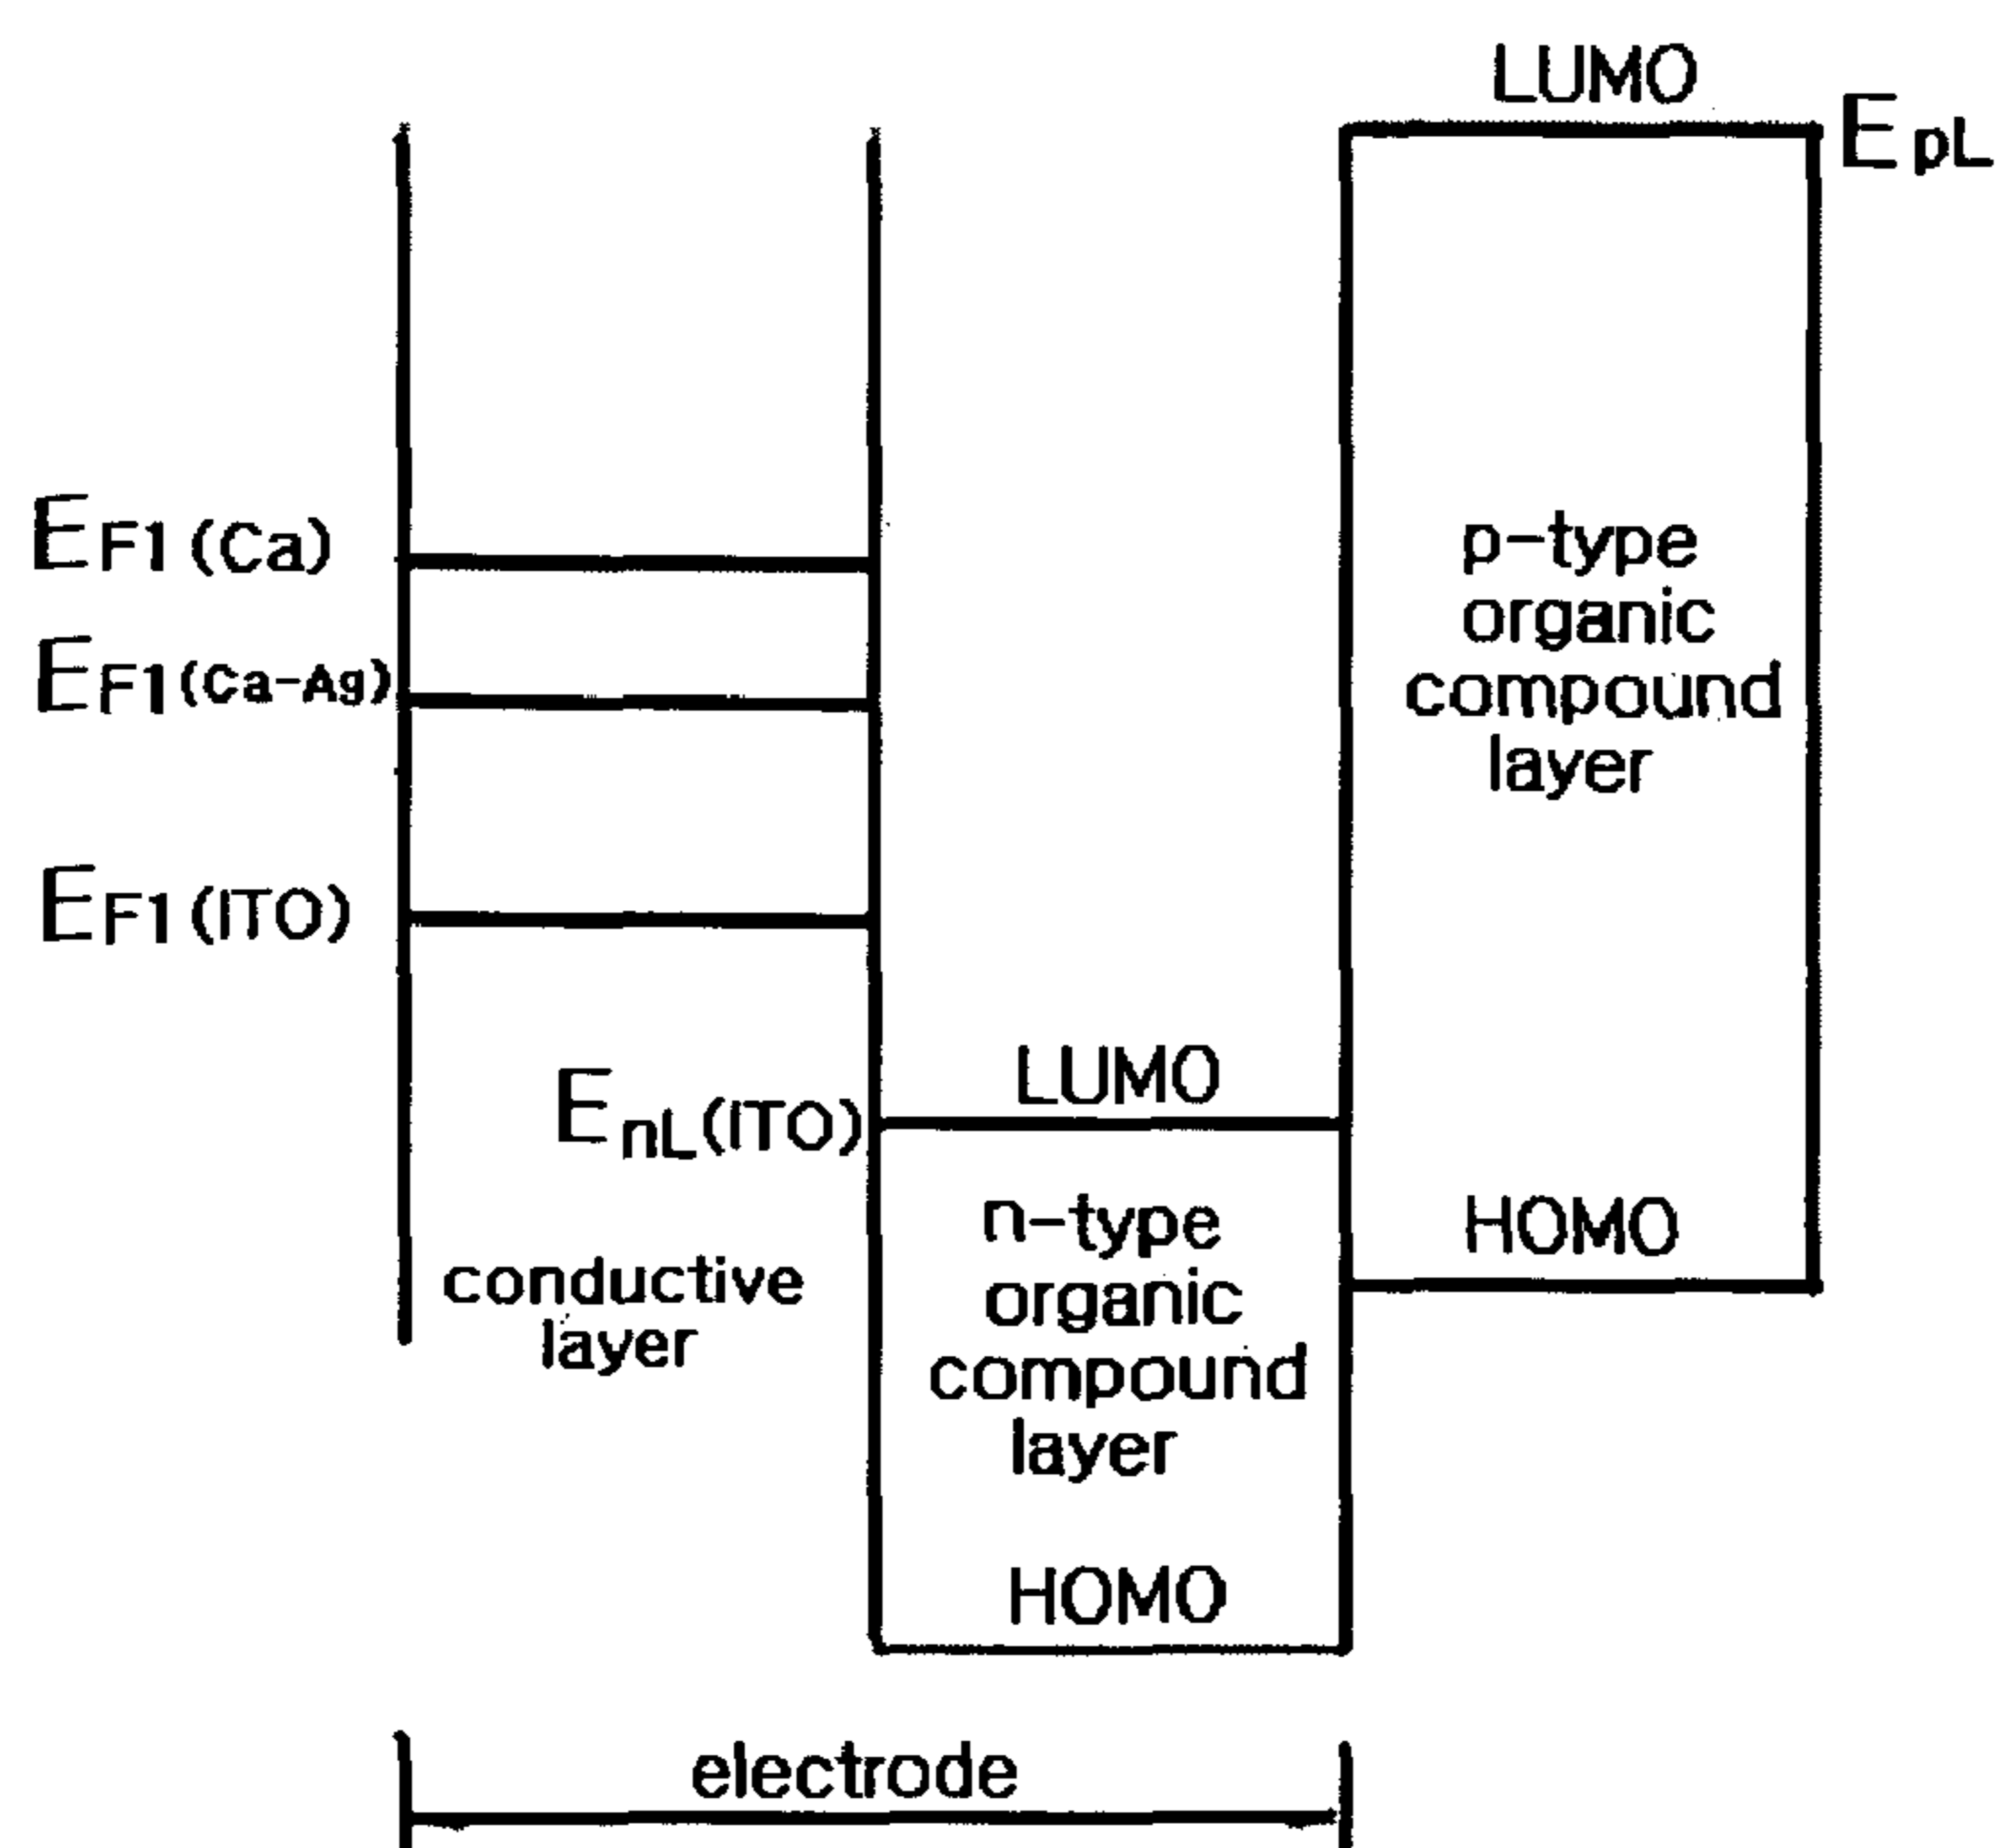 LUMO
EpL
EF1 (Ca)
EF1(Ca-Ag)
EF1 (ITO)
p-type
organic
compound
layer
LUMO
EnL(ITO)
HOMO
n-type
organic
compound
layer
conductive
layer
HOMO
electrode